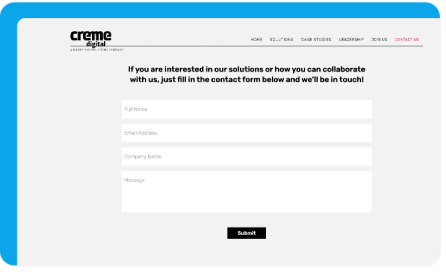 creme
digital
HOME SOLUTIONS CASE STUDIES LEADERSHIP JOIN US CONTACT US
If you are interested in our solutions or how you can collaborate
with us, just fill in the contact form below and we'll be in touch!
Full Name
Email Address
Company Name
Message
Submit